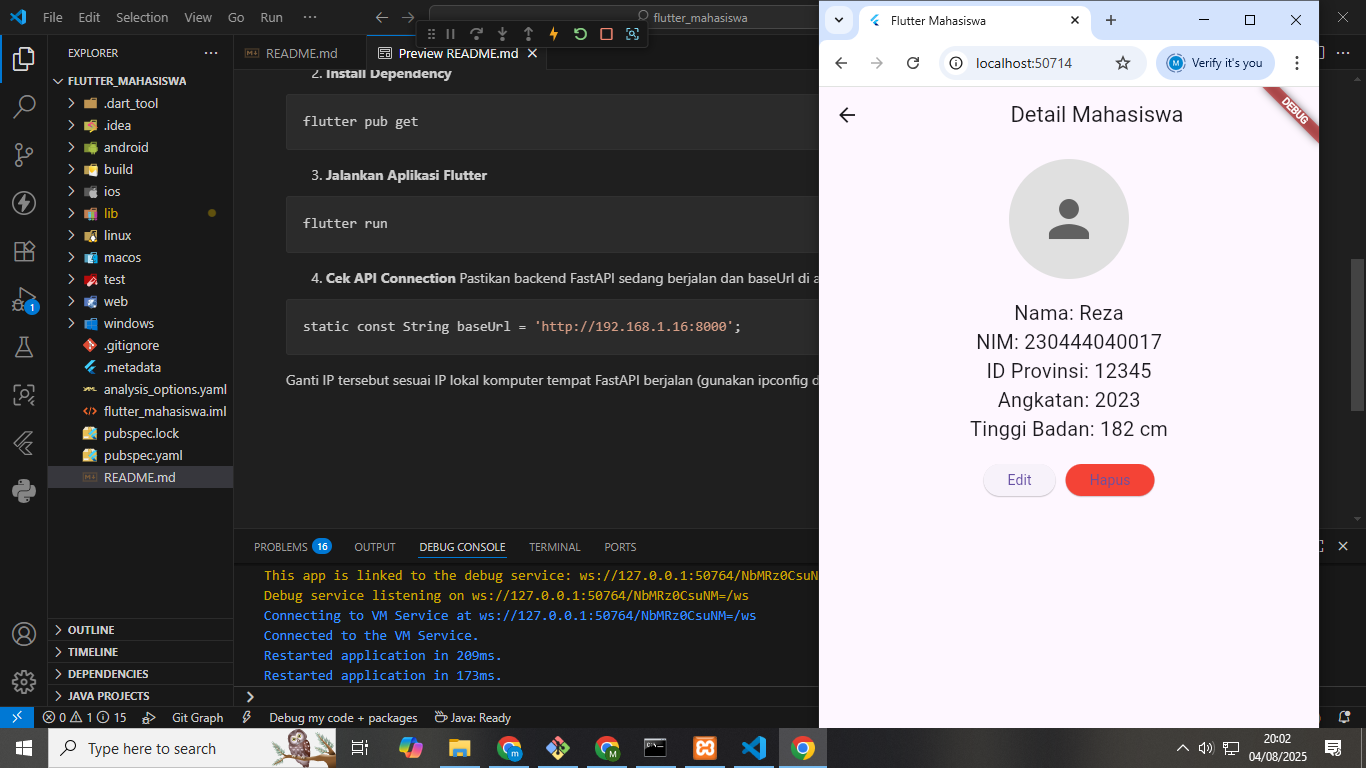 File Edit Selection View Go Run ···
flutter_mahasiswa
EXPLORER
FLUTTER_MAHASISWA
.dart_tool
.idea
android
build
ios
lib
linux
macos
test
web
windows
.gitignore
.metadata
analysis_options.yaml
flutter_mahasiswa.iml
pubspec.lock
pubspec.yaml
README.md
OUTLINE
TIMELINE
DEPENDENCIES
JAVA PROJECTS
1
README.md
Preview README.md
2. Install Dependency
flutter pub get
3. Jalankan Aplikasi Flutter
flutter run
4. Cek API Connection Pastikan backend FastAPI sedang berjalan dan baseUrl di a
static const String baseUrl = 'http://192.168.1.16:8000';
Ganti IP tersebut sesuai IP lokal komputer tempat FastAPI berjalan (gunakan ipconfig d
PROBLEMS 16 OUTPUT DEBUG CONSOLE TERMINAL PORTS
This app is linked to the debug service: ws://127.0.0.1:50764/NbMRz0CsuN
Debug service listening on ws://127.0.0.1:50764/NbMRz0CsuNM=/ws
Connecting to VM Service at ws://127.0.0.1:50764/NbMRz0CsuNM=/ws
Connected to the VM Service.
Restarted application in 209ms.
Restarted application in 173ms.
0 1 15 Git Graph Debug my code + packages Java: Ready
Flutter Mahasiswa
localhost:50714
M Verify it's you
DEBUG
Detail Mahasiswa
Nama: Reza
NIM: 230444040017
ID Provinsi: 12345
Angkatan: 2023
Tinggi Badan: 182 cm
Edit Hapus
Type here to search
20:02
04/08/2025